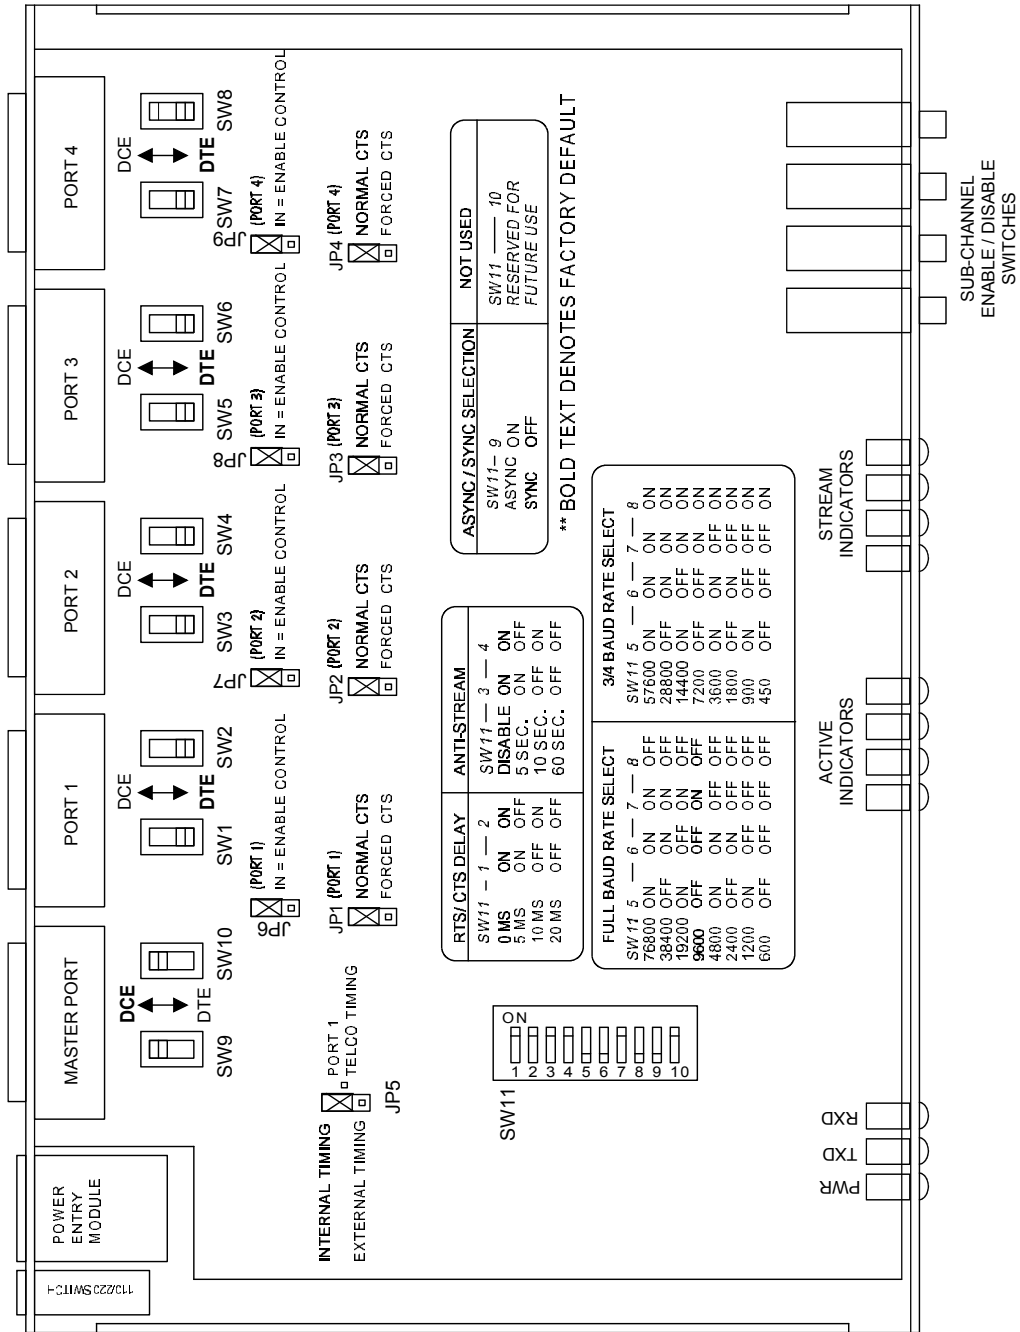 110/220 SWITCH
POWER
ENTRY
MODULE
MASTER PORT
PORT 1
PORT 2
PORT 3
PORT 4
SW9
DCE
DTE
SW10
SW1
DCE
DTE
SW2
SW3
DCE
DTE
SW4
SW5
DCE
DTE
SW6
SW7
DCE
DTE
SW8
JP6
(PORT 1)
IN = ENABLE CONTROL
JP7
(PORT 2)
IN = ENABLE CONTROL
JP8
(PORT 3)
IN = ENABLE CONTROL
JP9
(PORT 4)
IN = ENABLE CONTROL
INTERNAL TIMING
EXTERNAL TIMING
PORT 1
TELCO TIMING
JP5
JP1 (PORT 1)
NORMAL CTS
FORCED CTS
JP2 (PORT 2)
NORMAL CTS
FORCED CTS
JP3 (PORT 3)
NORMAL CTS
FORCED CTS
JP4 (PORT 4)
NORMAL CTS
FORCED CTS
SW11
ON
1 2 3 4 5 6 7 8 9 10
RTS/ CTS DELAY
SW11 – 1 — 2
0 MS ON ON
5 MS ON OFF
10 MS OFF ON
20 MS OFF OFF
ANTI-STREAM
SW11 — 3 — 4
DISABLE ON ON
5 SEC. ON OFF
10 SEC. OFF ON
60 SEC. OFF OFF
ASYNC / SYNC SELECTION
SW11– 9
ASYNC ON
SYNC OFF
NOT USED
SW11 — 10
RESERVED FOR
FUTURE USE
** BOLD TEXT DENOTES FACTORY DEFAULT
FULL BAUD RATE SELECT
SW11 5 — 6 — 7 — 8
76800 ON ON ON OFF
38400 OFF ON ON OFF
19200 ON OFF ON OFF
9600 OFF OFF ON OFF
4800 ON ON OFF OFF
2400 OFF ON OFF OFF
1200 ON OFF OFF OFF
600 OFF OFF OFF OFF
3/4 BAUD RATE SELECT
SW11 5 — 6 — 7 — 8
57600 ON ON ON ON
28800 OFF ON ON ON
14400 ON OFF ON ON
7200 OFF OFF ON ON
3600 ON ON OFF ON
1800 OFF ON OFF ON
900 ON OFF OFF ON
450 OFF OFF OFF ON
PWR
TXD
RXD
ACTIVE
INDICATORS
STREAM
INDICATORS
SUB-CHANNEL
ENABLE / DISABLE
SWITCHES